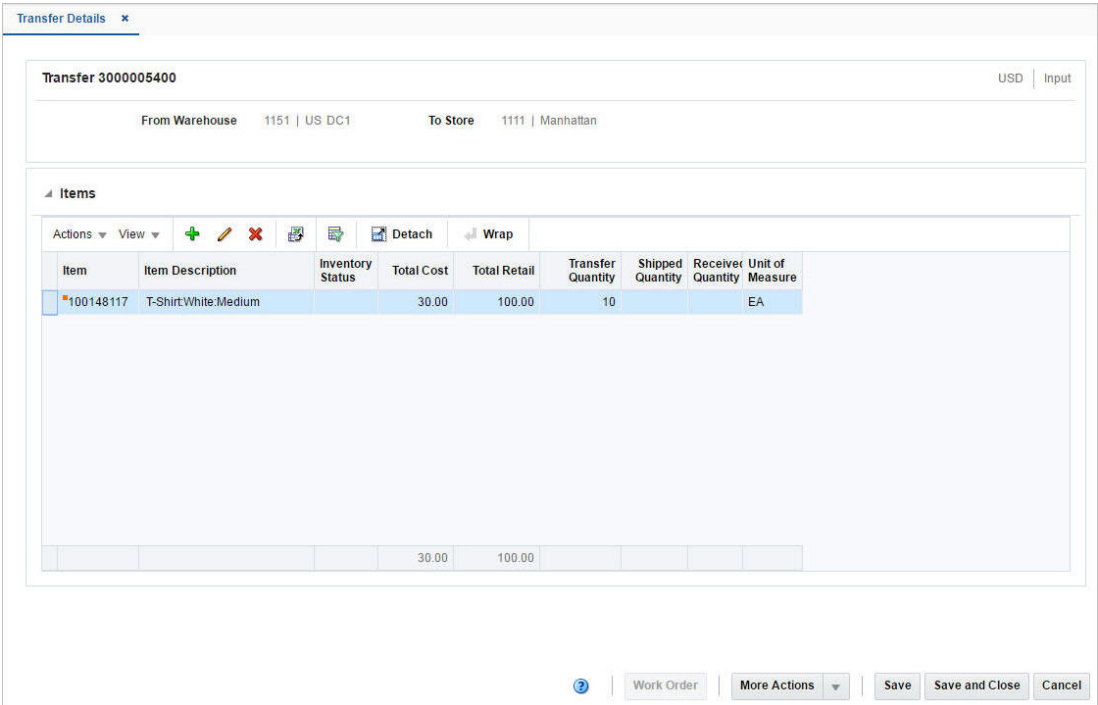 Transfer Details
Transfer 3000005400 USD Input
From Warehouse 1151 | US DC1 To Store 1111 | Manhattan
Items
Actions View Detach Wrap
Item Item Description Inventory Status Total Cost Total Retail Transfer Quantity Shipped Quantity Received Quantity Unit of Measure
100148117 T-Shirt:White:Medium 30.00 100.00 10 EA
30.00 100.00
Work Order More Actions Save Save and Close Cancel